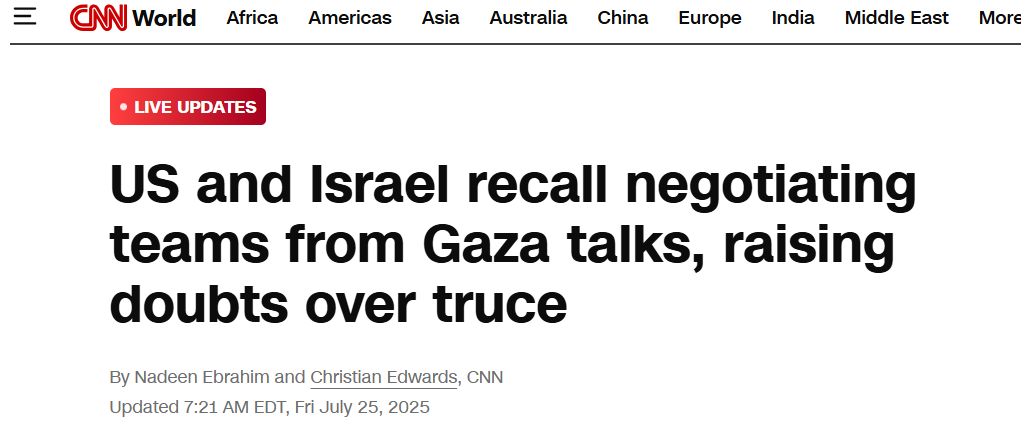 CNN World Africa Americas Asia Australia China Europe India Middle East More
LIVE UPDATES
US and Israel recall negotiating
teams from Gaza talks, raising
doubts over truce
By Nadeen Ebrahim and Christian Edwards, CNN
Updated 7:21 AM EDT, Fri July 25, 2025